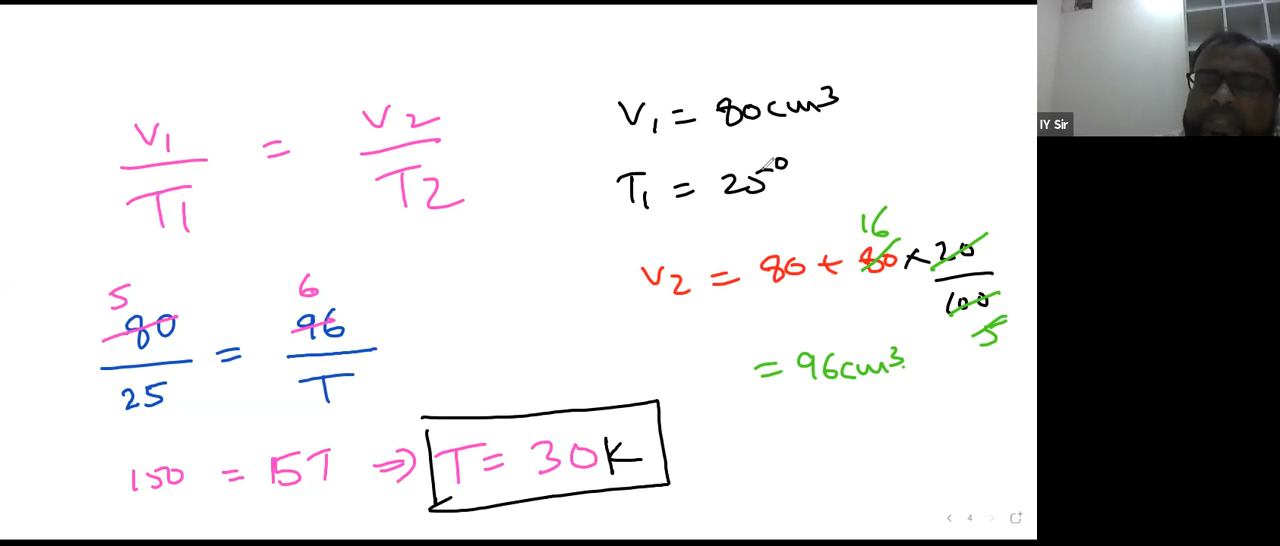 V1/T1 = V2/T2
V1 = 80cm³
T1 = 25°
V2 = 80 + 80 × 20/100
16
5
= 96cm³
5 6
80/25 = 96/T
150 = 5T ⇒ T = 30K
IY Sir
4